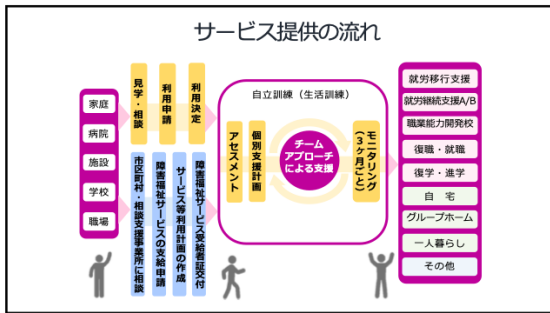 サービス提供の流れ
家庭
病院
施設
学校
職場
見学・相談
利用申請
利用決定
市区町村・相談支援事業所に相談
障害福祉サービスの支給申請
サービス等利用計画の作成
障害福祉サービス受給者証交付
自立訓練（生活訓練）
アセスメント
個別支援計画
チーム
アプローチ
による支援
モニタリング
（3ヶ月ごと）
就労移行支援
就労継続支援A/B
職業能力開発校
復職・就職
復学・進学
自　宅
グループホーム
一人暮らし
その他